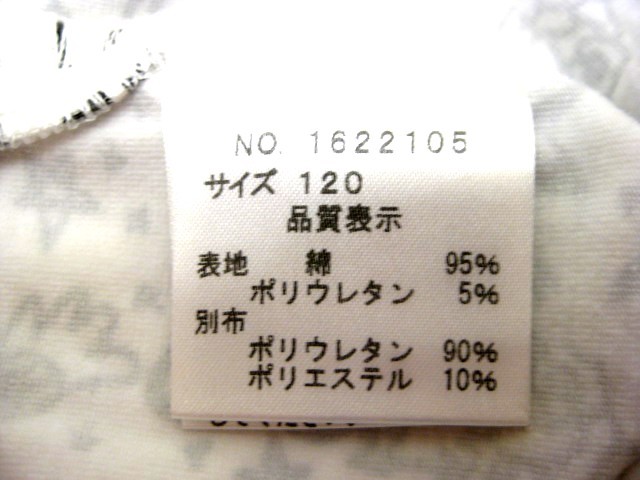 NO. 1622105
サイズ 120
品質表示
表地 綿 95%
ポリウレタン 5%
別布
ポリウレタン 90%
ポリエステル 10%